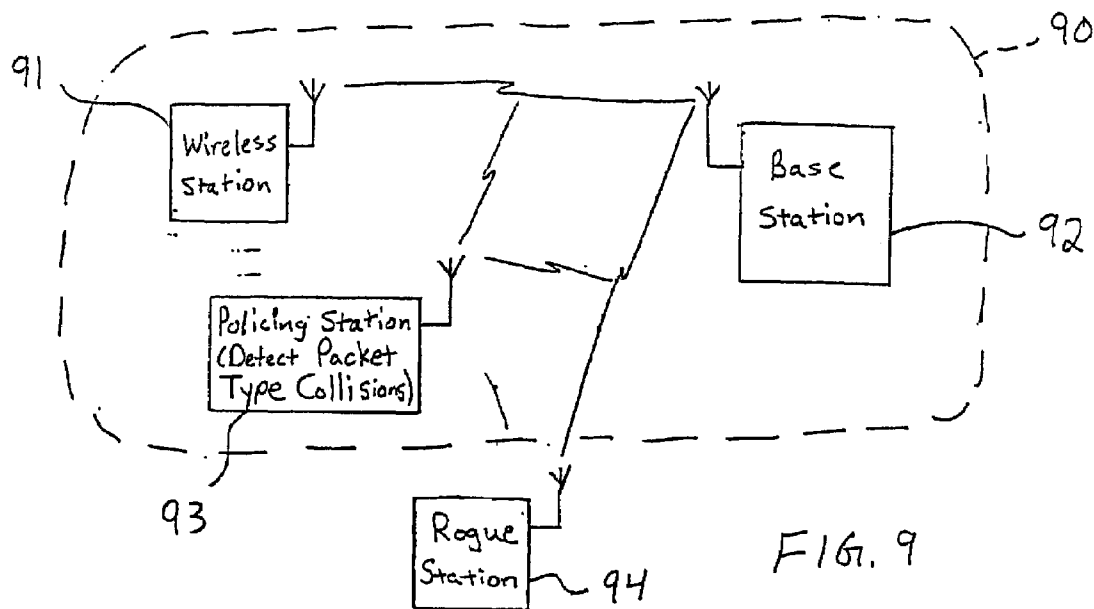 90
91
Wireless
Station
Base
Station
92
Policing Station
(Detect Packet
Type Collisions)
93
Rogue
Station
94
FIG. 9